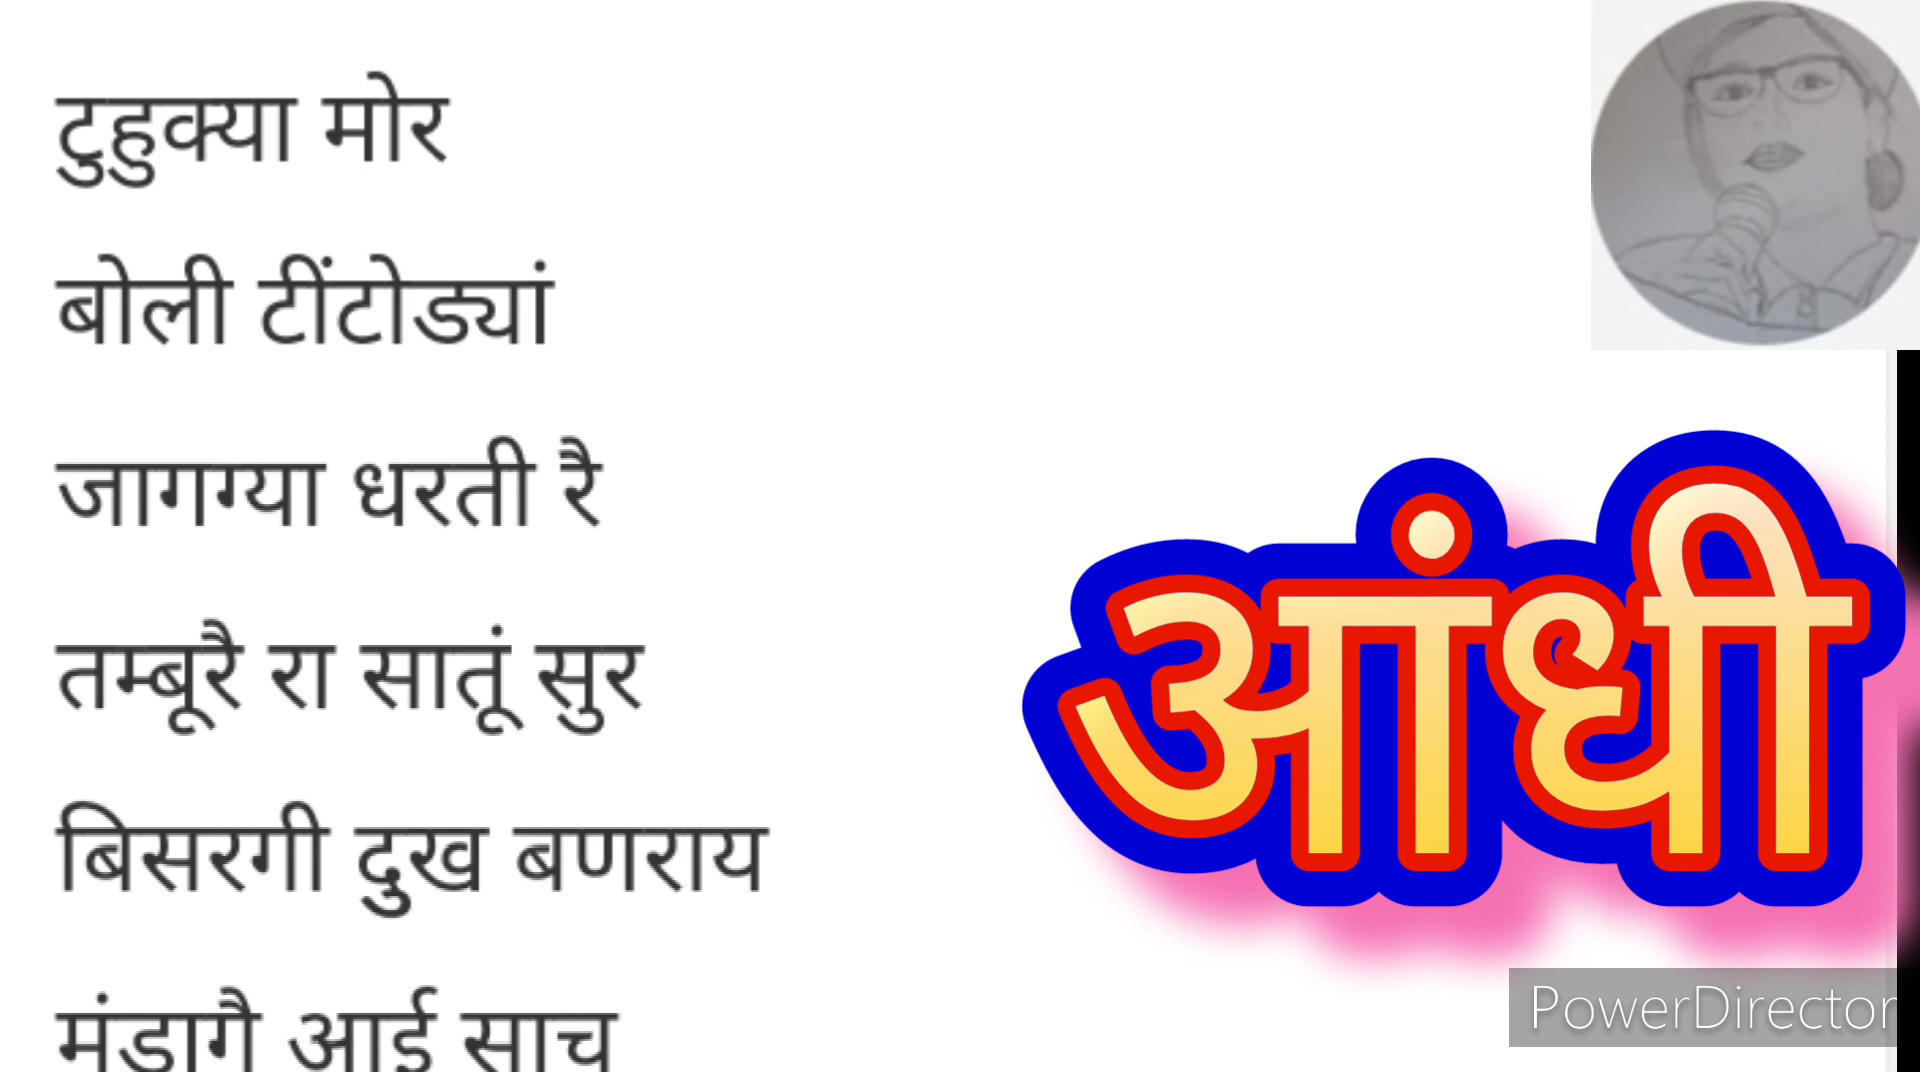 टुहुक्या मोर
बोली टींटोड्यां
जागग्या धरती रै
तम्बूरै रा सातूं सुर
बिसरगी दुख बणराय
मंडागै आई साच
आंधी
PowerDirector